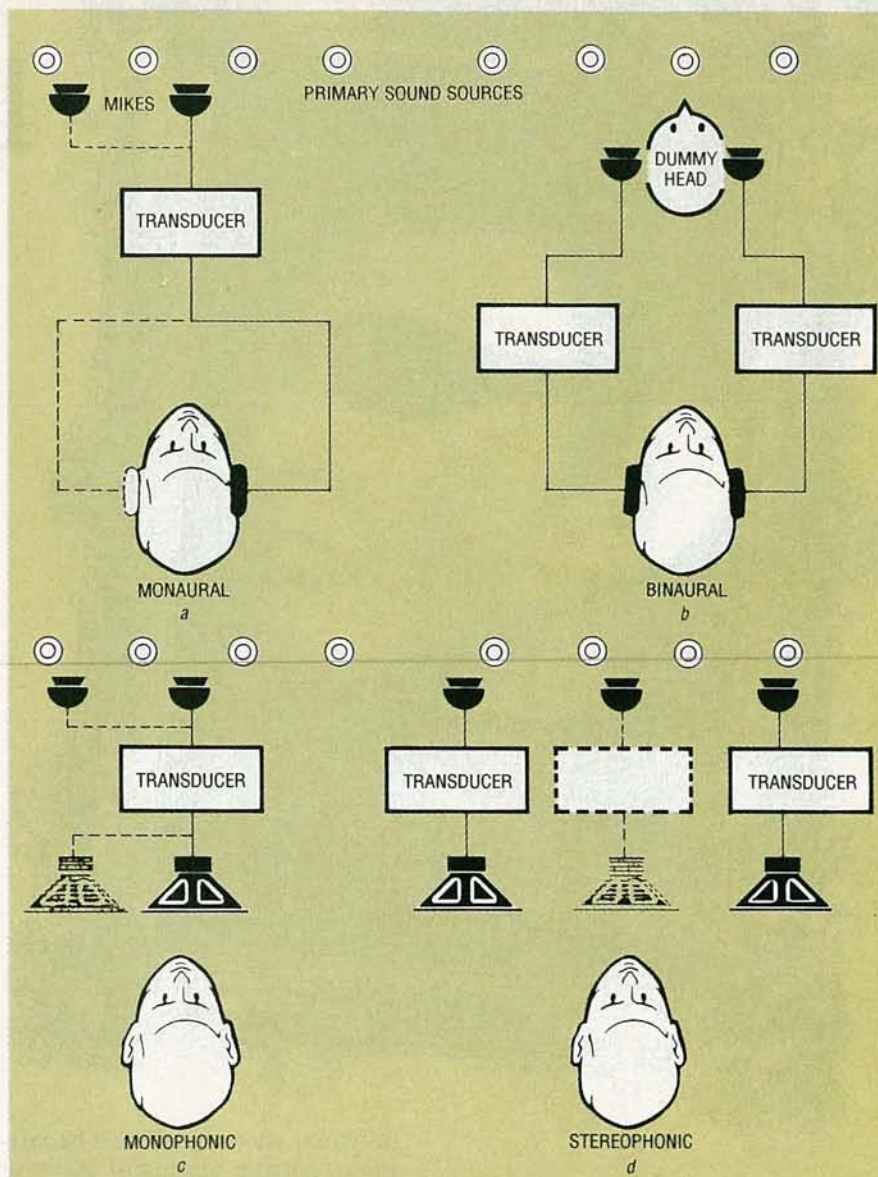 MIKES
PRIMARY SOUND SOURCES
TRANSDUCER
DUMMY
HEAD
TRANSDUCER
TRANSDUCER
MONAURAL
a
BINAURAL
b
TRANSDUCER
TRANSDUCER
TRANSDUCER
MONOPHONIC
c
STEREOPHONIC
d